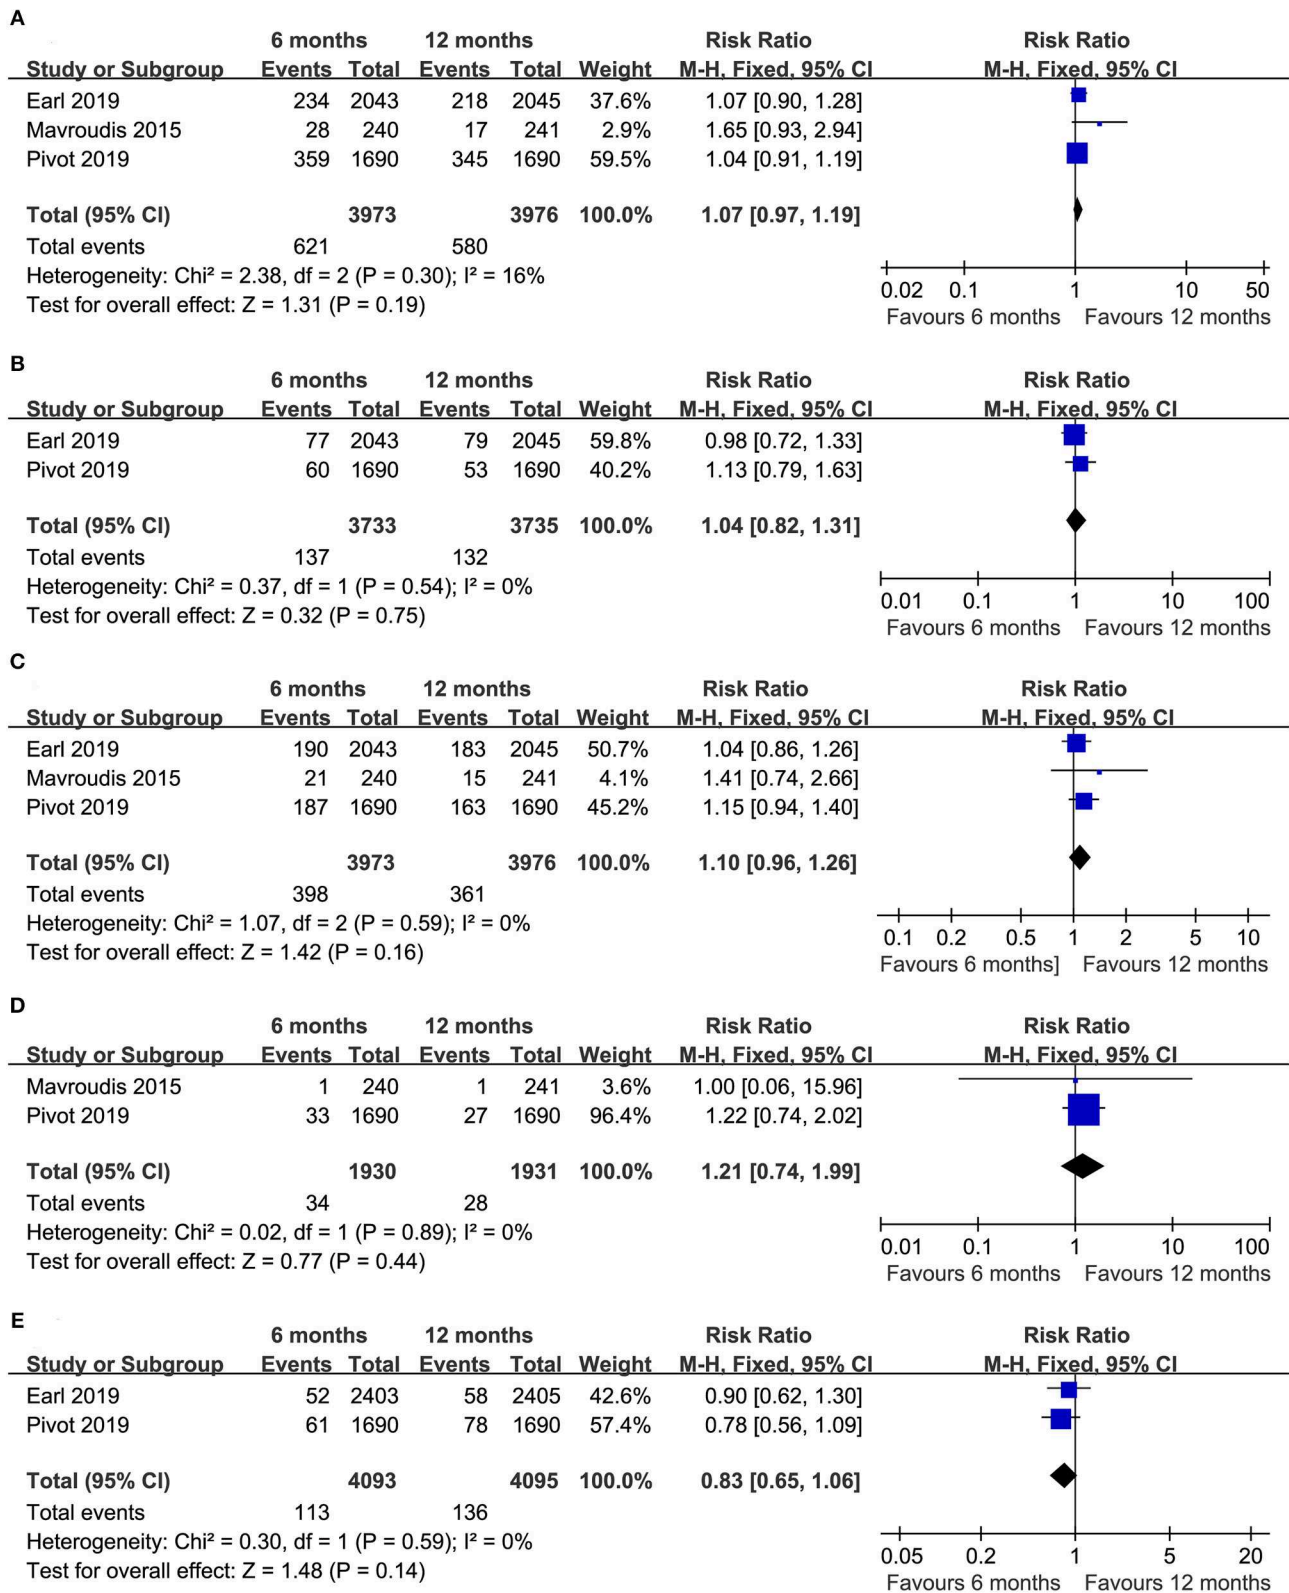 A
6 months 12 months Risk Ratio Risk Ratio
Study or Subgroup Events Total Events Total Weight M-H, Fixed, 95% CI M-H, Fixed, 95% CI
Earl 2019 234 2043 218 2045 37.6% 1.07 [0.90, 1.28]
Mavroudis 2015 28 240 17 241 2.9% 1.65 [0.93, 2.94]
Pivot 2019 359 1690 345 1690 59.5% 1.04 [0.91, 1.19]
Total (95% CI) 3973 3976 100.0% 1.07 [0.97, 1.19]
Total events 621 580
Heterogeneity: Chi² = 2.38, df = 2 (P = 0.30); I² = 16%
Test for overall effect: Z = 1.31 (P = 0.19)
0.02 0.1 1 10 50
Favours 6 months Favours 12 months
B
6 months 12 months Risk Ratio Risk Ratio
Study or Subgroup Events Total Events Total Weight M-H, Fixed, 95% CI M-H, Fixed, 95% CI
Earl 2019 77 2043 79 2045 59.8% 0.98 [0.72, 1.33]
Pivot 2019 60 1690 53 1690 40.2% 1.13 [0.79, 1.63]
Total (95% CI) 3733 3735 100.0% 1.04 [0.82, 1.31]
Total events 137 132
Heterogeneity: Chi² = 0.37, df = 1 (P = 0.54); I² = 0%
Test for overall effect: Z = 0.32 (P = 0.75)
0.01 0.1 1 10 100
Favours 6 months Favours 12 months
C
6 months 12 months Risk Ratio Risk Ratio
Study or Subgroup Events Total Events Total Weight M-H, Fixed, 95% CI M-H, Fixed, 95% CI
Earl 2019 190 2043 183 2045 50.7% 1.04 [0.86, 1.26]
Mavroudis 2015 21 240 15 241 4.1% 1.41 [0.74, 2.66]
Pivot 2019 187 1690 163 1690 45.2% 1.15 [0.94, 1.40]
Total (95% CI) 3973 3976 100.0% 1.10 [0.96, 1.26]
Total events 398 361
Heterogeneity: Chi² = 1.07, df = 2 (P = 0.59); I² = 0%
Test for overall effect: Z = 1.42 (P = 0.16)
0.1 0.2 0.5 1 2 5 10
Favours 6 months] Favours 12 months
D
6 months 12 months Risk Ratio Risk Ratio
Study or Subgroup Events Total Events Total Weight M-H, Fixed, 95% CI M-H, Fixed, 95% CI
Mavroudis 2015 1 240 1 241 3.6% 1.00 [0.06, 15.96]
Pivot 2019 33 1690 27 1690 96.4% 1.22 [0.74, 2.02]
Total (95% CI) 1930 1931 100.0% 1.21 [0.74, 1.99]
Total events 34 28
Heterogeneity: Chi² = 0.02, df = 1 (P = 0.89); I² = 0%
Test for overall effect: Z = 0.77 (P = 0.44)
0.01 0.1 1 10 100
Favours 6 months Favours 12 months
E
6 months 12 months Risk Ratio Risk Ratio
Study or Subgroup Events Total Events Total Weight M-H, Fixed, 95% CI M-H, Fixed, 95% CI
Earl 2019 52 2403 58 2405 42.6% 0.90 [0.62, 1.30]
Pivot 2019 61 1690 78 1690 57.4% 0.78 [0.56, 1.09]
Total (95% CI) 4093 4095 100.0% 0.83 [0.65, 1.06]
Total events 113 136
Heterogeneity: Chi² = 0.30, df = 1 (P = 0.59); I² = 0%
Test for overall effect: Z = 1.48 (P = 0.14)
0.05 0.2 1 5 20
Favours 6 months Favours 12 months